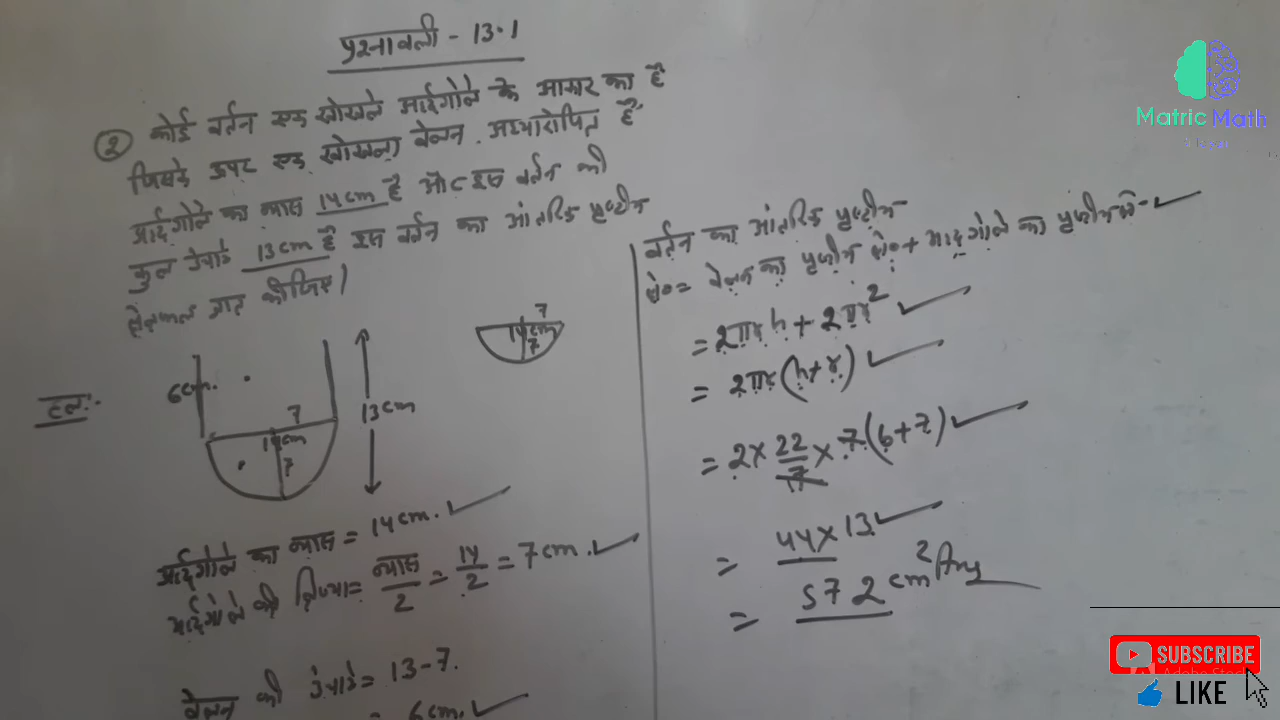 प्रश्नावली - 13.1
② कोई बर्तन एक खोखले अर्द्धगोले के आकार का है
जिसके ऊपर एक खोखला बेलन अध्यारोपित है
अर्द्धगोले का व्यास 14cm है और इस बर्तन की
कुल उंचाई 13cm है इस बर्तन का आंतरिक पृष्ठीय
क्षेत्रफल ज्ञात कीजिए।
हल:-
6cm.
7
14cm
7
13cm
7
14cm
7
अर्द्धगोले का व्यास = 14cm.
अर्द्धगोले की त्रिज्या = व्यास/2 = 14/2 = 7cm.
बेलन की उंचाई = 13-7.
= 6cm.
बर्तन का आंतरिक पृष्ठीय
क्षे० = बेलन का पृष्ठीय क्षे० + अर्द्धगोले का पृष्ठीय क्षे०
= 2πrh + 2πr²
= 2πr(h+r)
= 2 × 22/7 × 7(6+7)
= 44×13
= 572 cm² Ans
Matric Math
SUBSCRIBE
LIKE